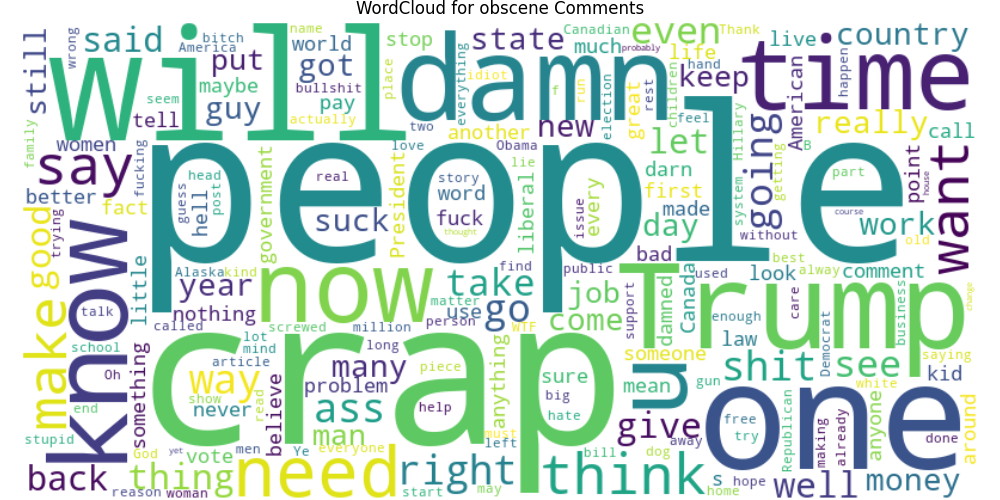 WordCloud for obscene Comments
still
wrong
said
America
bitch
put
name
world
got
stop
Canadian
state
even
Thank
much
probably
live
country
will
damn
time
maybe
bullshit
pay
place
everything
idiot
f
run
life
keep
hand
happen
seem
guy
actually
election
great
rest
children
feel
American
really
call
tell
two
another
new
let
Hillary
going
B
family
women
say
fucking
love
Obama
lie
darn
getting
part
point
house
want
better
guess
head
post
hell
government
real
President
story
word
liberal
issue
every
first
system
people
good
fact
suck
fuck
thought
day
made
without
course
work
old
trying
know
little
Alaska
kind
year
now
find
take
public
bad
best
look
alway
comment
used
nothing
matter
use
go
job
support
damned
Canada
care
business
change
Trump
talk
called
screwed
million
person
WTF
come
enough
law
Democrat
school
something
lot
mind
long
article
many
anything
someone
saying
make
Oh
way
show
read
believe
problem
piece
sure
mean
gun
shit
see
kid
white
end
never
crap
ass
help
big
hate
u
free
try
one
Republican
making
already
anyone
done
around
stupid
God
yet
vote
men
man
Ye
everyone
must
left
bill
dog
give
away
back
reason
woman
thing
need
right
start
may
think
home
s
hope
well
money